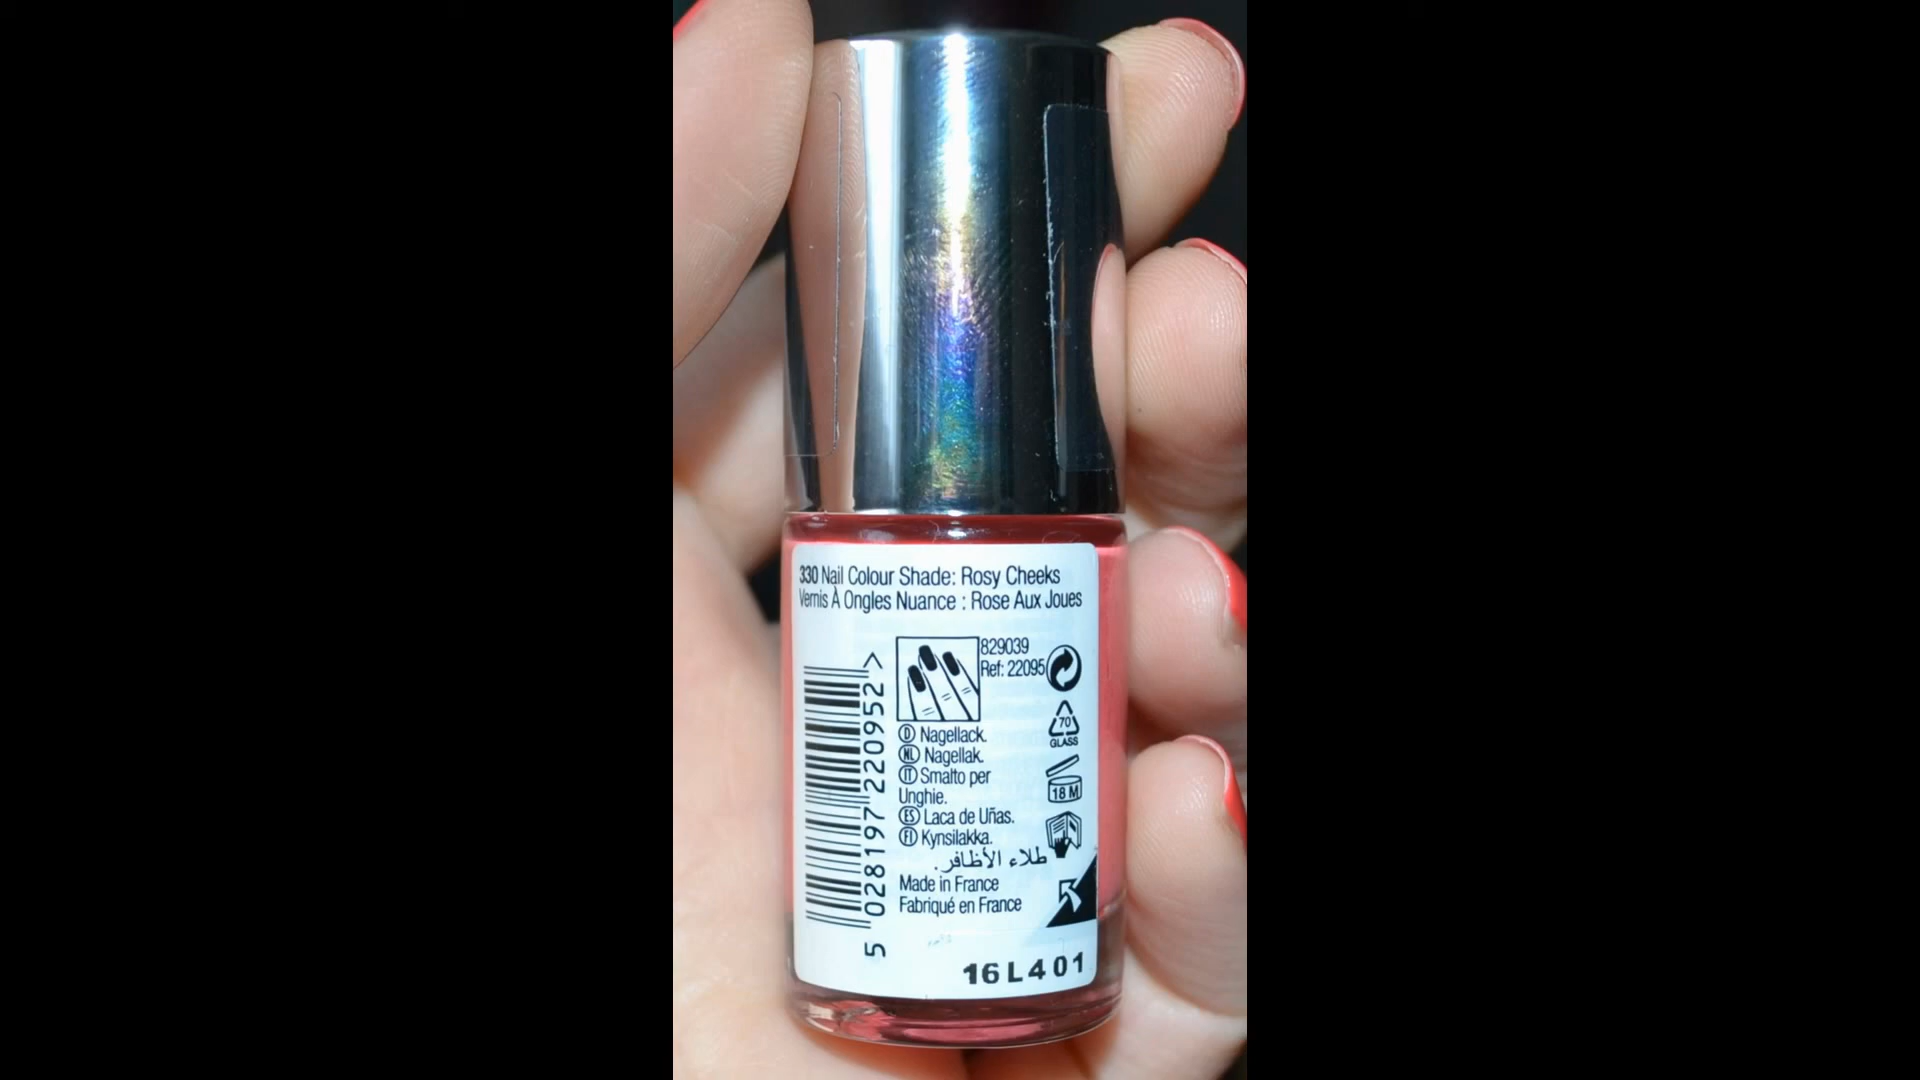 330 Nail Colour Shade: Rosy Cheeks
Vernis À Ongles Nuance : Rose Aux Joues
829039
Ref: 22095
70
GLASS
18 M
D Nagellack.
NL Nagellak.
IT Smalto per
Unghie.
ES Laca de Uñas.
FI Kynsilakka.
طلاء الأظافر.
Made in France
Fabriqué en France
5 028197 220952 >
16L401